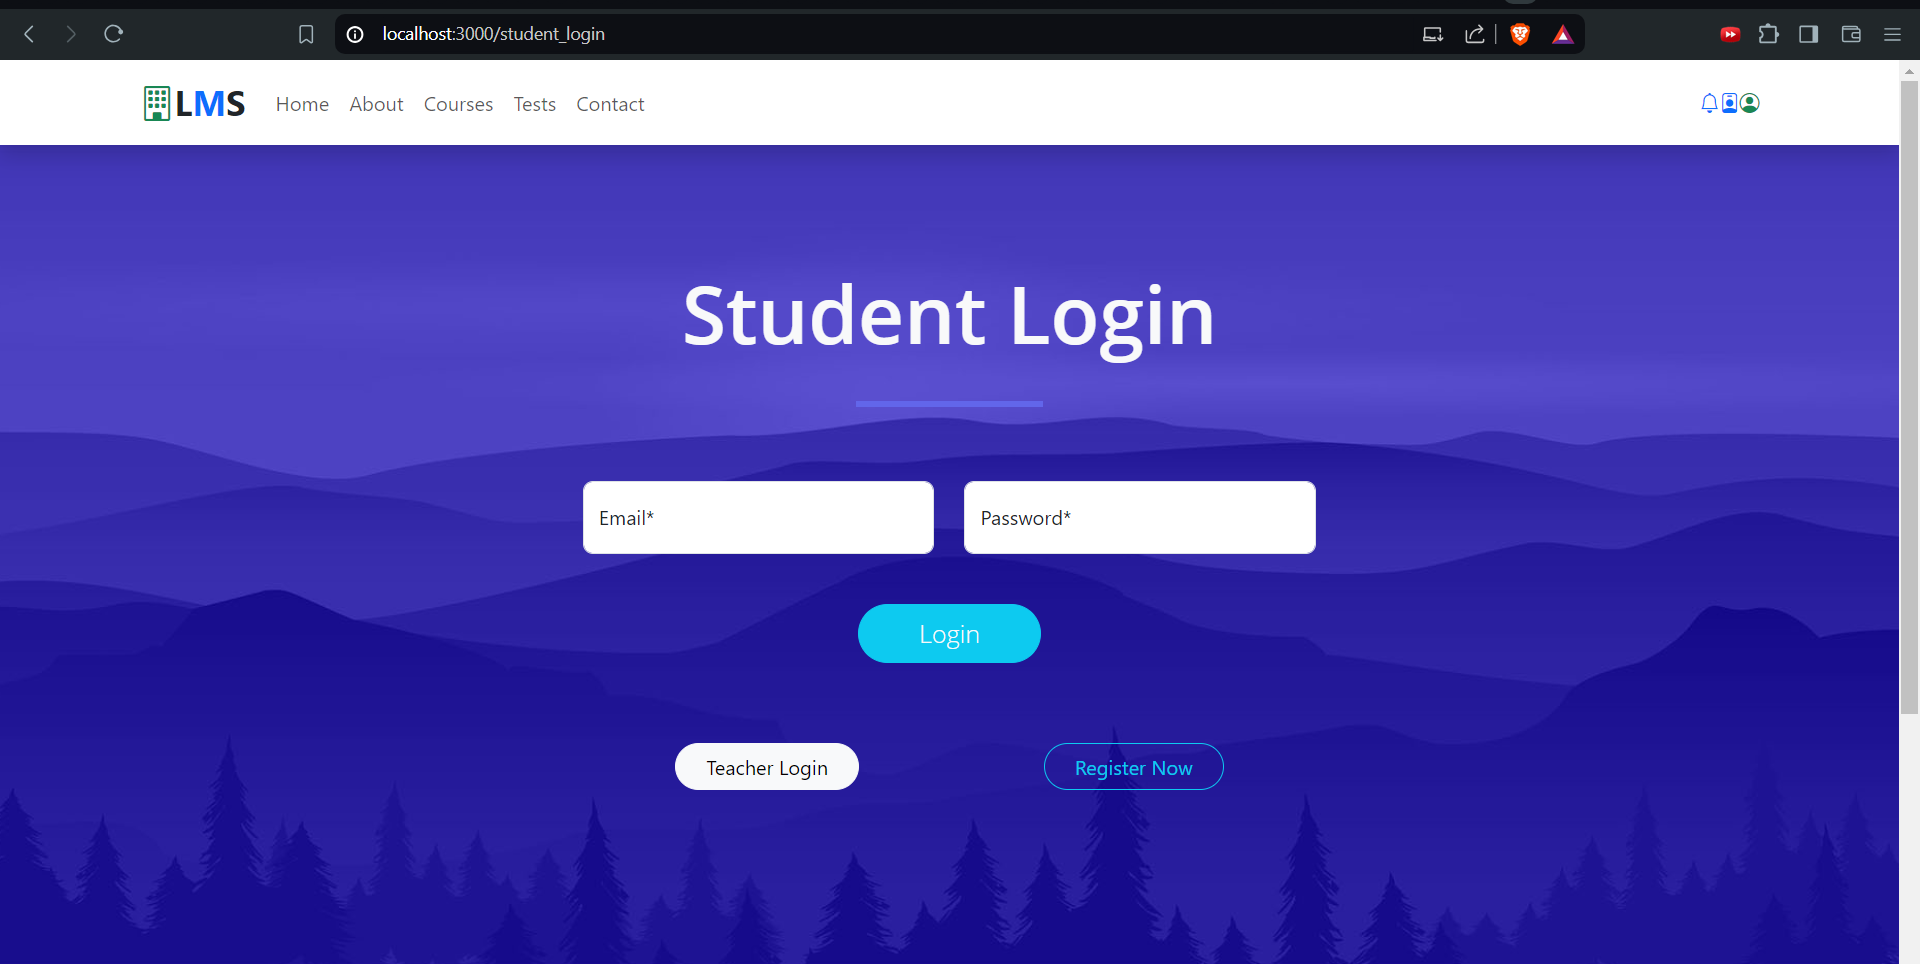 localhost:3000/student_login
LMS
Home About Courses Tests Contact
Student Login
Email* Password*
Login
Teacher Login Register Now